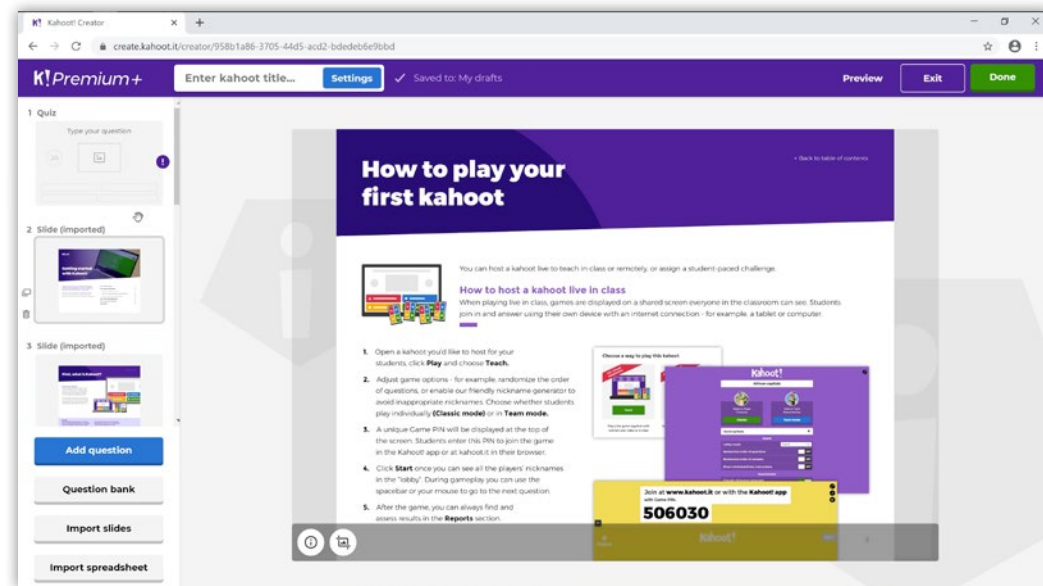 K! Kahoot! Creator
create.kahoot.it/creator/958b1a86-3705-44d5-acd2-bdedeb6e9bbd
K! Premium+
Enter kahoot title...
Settings
Saved to: My drafts
Preview
Exit
Done
1 Quiz
Type your question
2 Slide (imported)
Getting started
with Kahoot!
3 Slide (imported)
Wait, what is Kahoot!?
Add question
Question bank
Import slides
Import spreadsheet
How to play your
first kahoot
< Back to table of contents
You can host a kahoot live to teach in class or remotely, or assign a student-paced challenge.
How to host a kahoot live in class
When playing live in class, games are displayed on a shared screen everyone in the classroom can see. Students
join in and answer using their own device with an internet connection - for example, a tablet or computer.
1. Open a kahoot you'd like to host for your
students, click Play and choose Teach.
2. Adjust game options - for example, randomize the order
of questions, or enable our friendly nickname generator to
avoid inappropriate nicknames. Choose whether students
play individually (Classic mode) or in Team mode.
3. A unique Game PIN will be displayed at the top of
the screen. Students enter this PIN to join the game
in the Kahoot! app or at kahoot.it in their browser.
4. Click Start once you can see all the players' nicknames
in the "lobby". During gameplay you can use the
spacebar or your mouse to go to the next question
5. After the game, you can always find and
assess results in the Reports section.
Choose a way to play this kahoot!
Kahoot!
African capitals
Join at www.kahoot.it or with the Kahoot! app
with Game PIN:
506030
Kahoot!